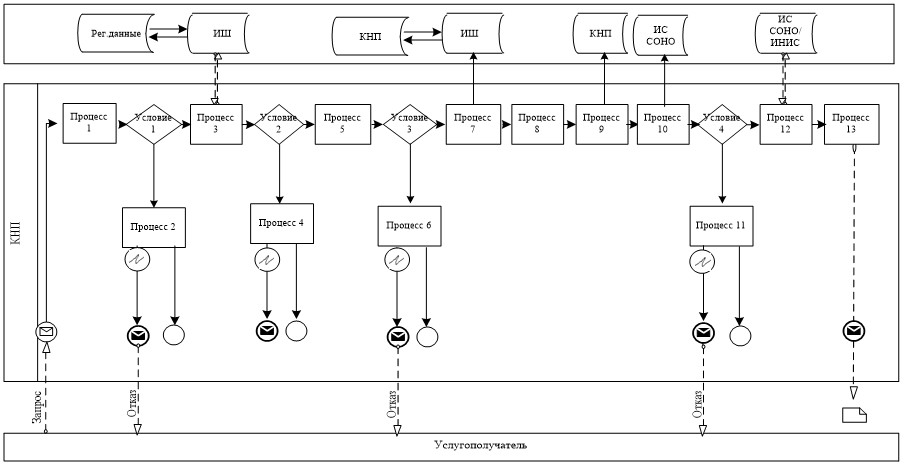 Рег.данные
ИШ
КНП
ИШ
КНП
ИС
СОНО
ИС
СОНО/
ИНИС
КНП
Процесс
1
Условие
1
Процесс
3
Условие
2
Процесс
5
Условие
3
Процесс
7
Процесс
8
Процесс
9
Процесс
10
Условие
4
Процесс
12
Процесс
13
Процесс 2
Процесс 4
Процесс 6
Процесс 11
Запрос
Отказ
Отказ
Отказ
Услугополучатель